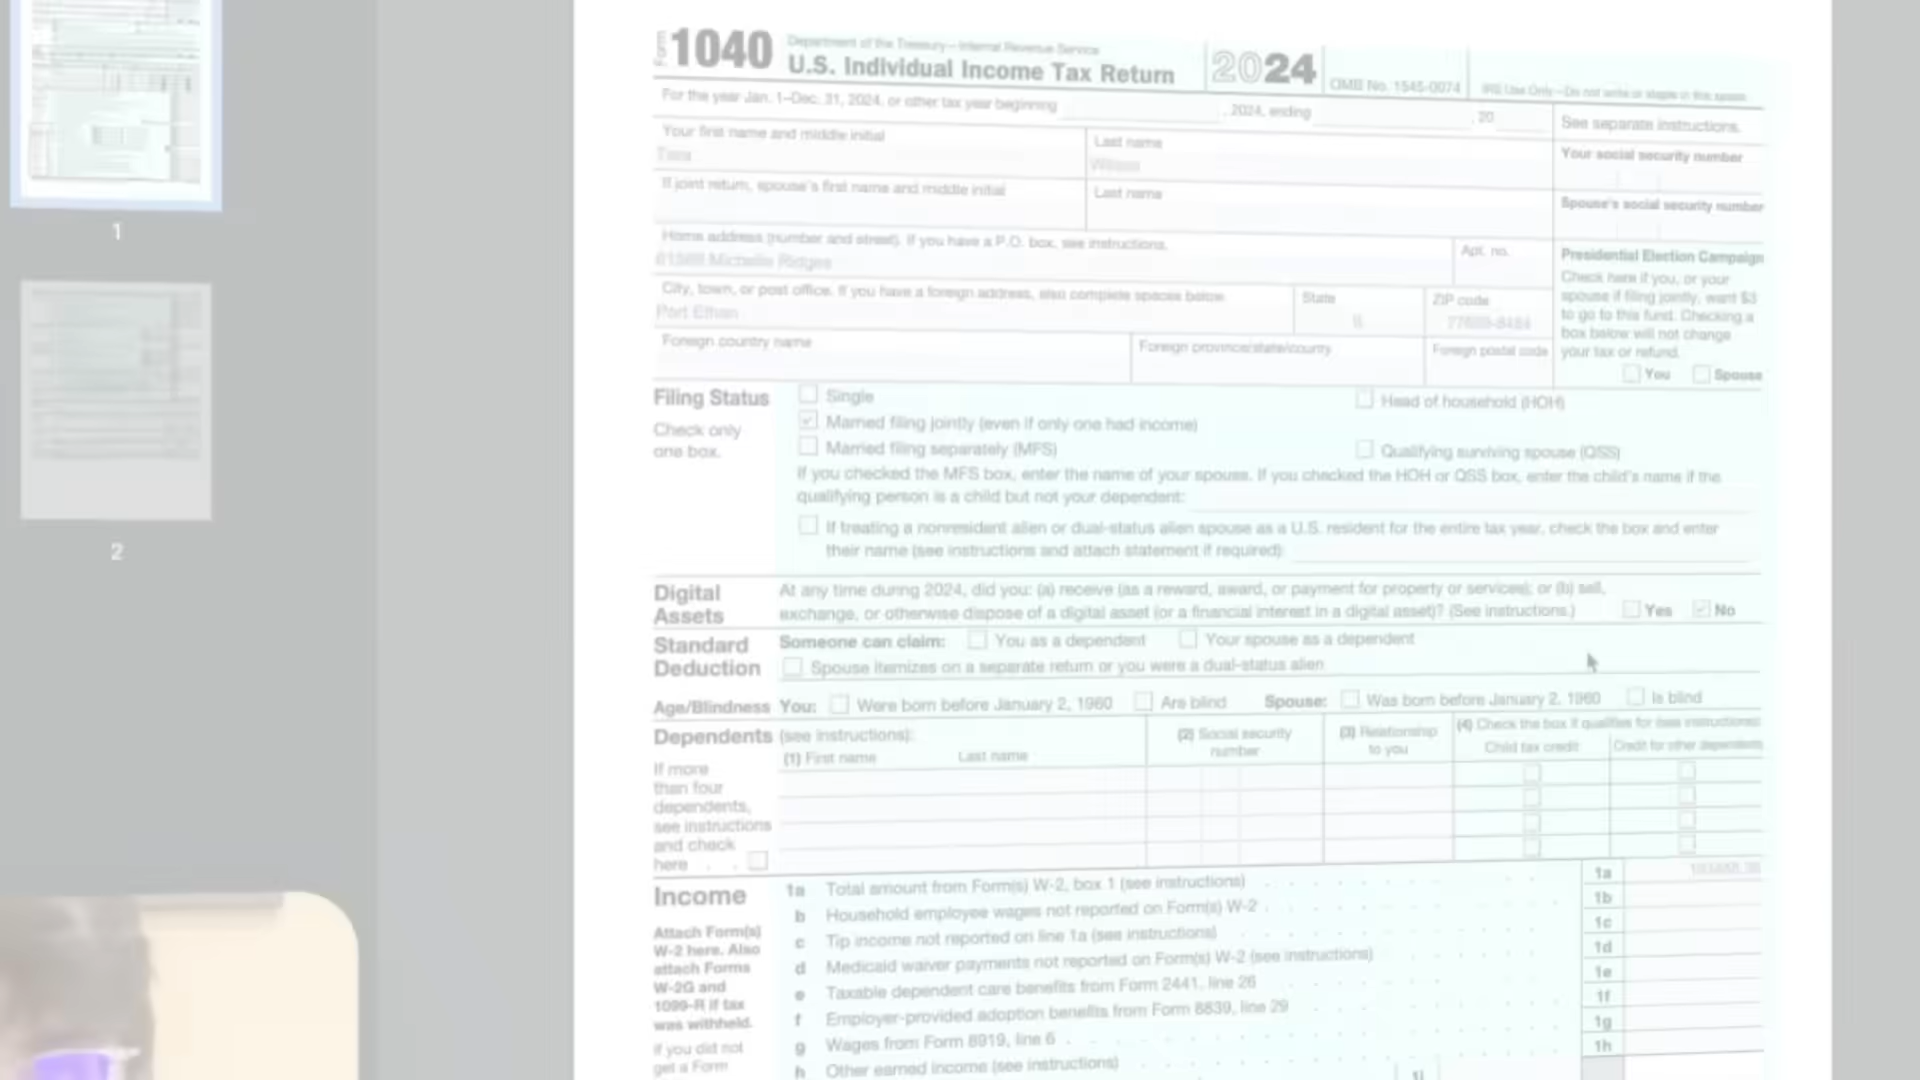 Form 1040
Department of the Treasury—Internal Revenue Service
U.S. Individual Income Tax Return
2024
OMB No. 1545-0074
IRS Use Only—Do not write or staple in this space.
For the year Jan. 1–Dec. 31, 2024, or other tax year beginning , 2024, ending , 20
See separate instructions.
Your first name and middle initial
Tara
Last name
Your social security number
If joint return, spouse's first name and middle initial
Last name
Spouse's social security number
Home address (number and street). If you have a P.O. box, see instructions.
Michelle Ridges
Apt. no.
City, town, or post office. If you have a foreign address, also complete spaces below.
Port Ethan
State
ZIP code
Foreign country name
Foreign province/state/county
Foreign postal code
Presidential Election Campaign
Check here if you, or your
spouse if filing jointly, want $3
to go to this fund. Checking a
box below will not change
your tax or refund.
You Spouse
Filing Status
Check only
one box.
Single
Head of household (HOH)
Married filing jointly (even if only one had income)
Married filing separately (MFS)
Qualifying surviving spouse (QSS)
If you checked the MFS box, enter the name of your spouse. If you checked the HOH or QSS box, enter the child's name if the
qualifying person is a child but not your dependent:
If treating a nonresident alien or dual-status alien spouse as a U.S. resident for the entire tax year, check the box and enter
their name (see instructions and attach statement if required):
Digital
Assets
At any time during 2024, did you: (a) receive (as a reward, award, or payment for property or services); or (b) sell,
exchange, or otherwise dispose of a digital asset (or a financial interest in a digital asset)? (See instructions.)
Yes No
Standard
Deduction
Someone can claim: You as a dependent Your spouse as a dependent
Spouse itemizes on a separate return or you were a dual-status alien
Age/Blindness You: Were born before January 2, 1960 Are blind Spouse: Was born before January 2, 1960 Is blind
Dependents (see instructions):
(1) First name Last name
(2) Social security
number
(3) Relationship
to you
(4) Check the box if qualifies for (see instructions):
Child tax credit
Credit for other dependents
If more
than four
dependents,
see instructions
and check
here . .
Income
Attach Form(s)
W-2 here. Also
attach Forms
W-2G and
1099-R if tax
was withheld.
If you did not
get a Form
1a Total amount from Form(s) W-2, box 1 (see instructions) 1a
b Household employee wages not reported on Form(s) W-2 1b
c Tip income not reported on line 1a (see instructions) 1c
d Medicaid waiver payments not reported on Form(s) W-2 (see instructions) 1d
e Taxable dependent care benefits from Form 2441, line 26 1e
f Employer-provided adoption benefits from Form 8839, line 29 1f
g Wages from Form 8919, line 6 1g
h Other earned income (see instructions) 1h
1i
1
2